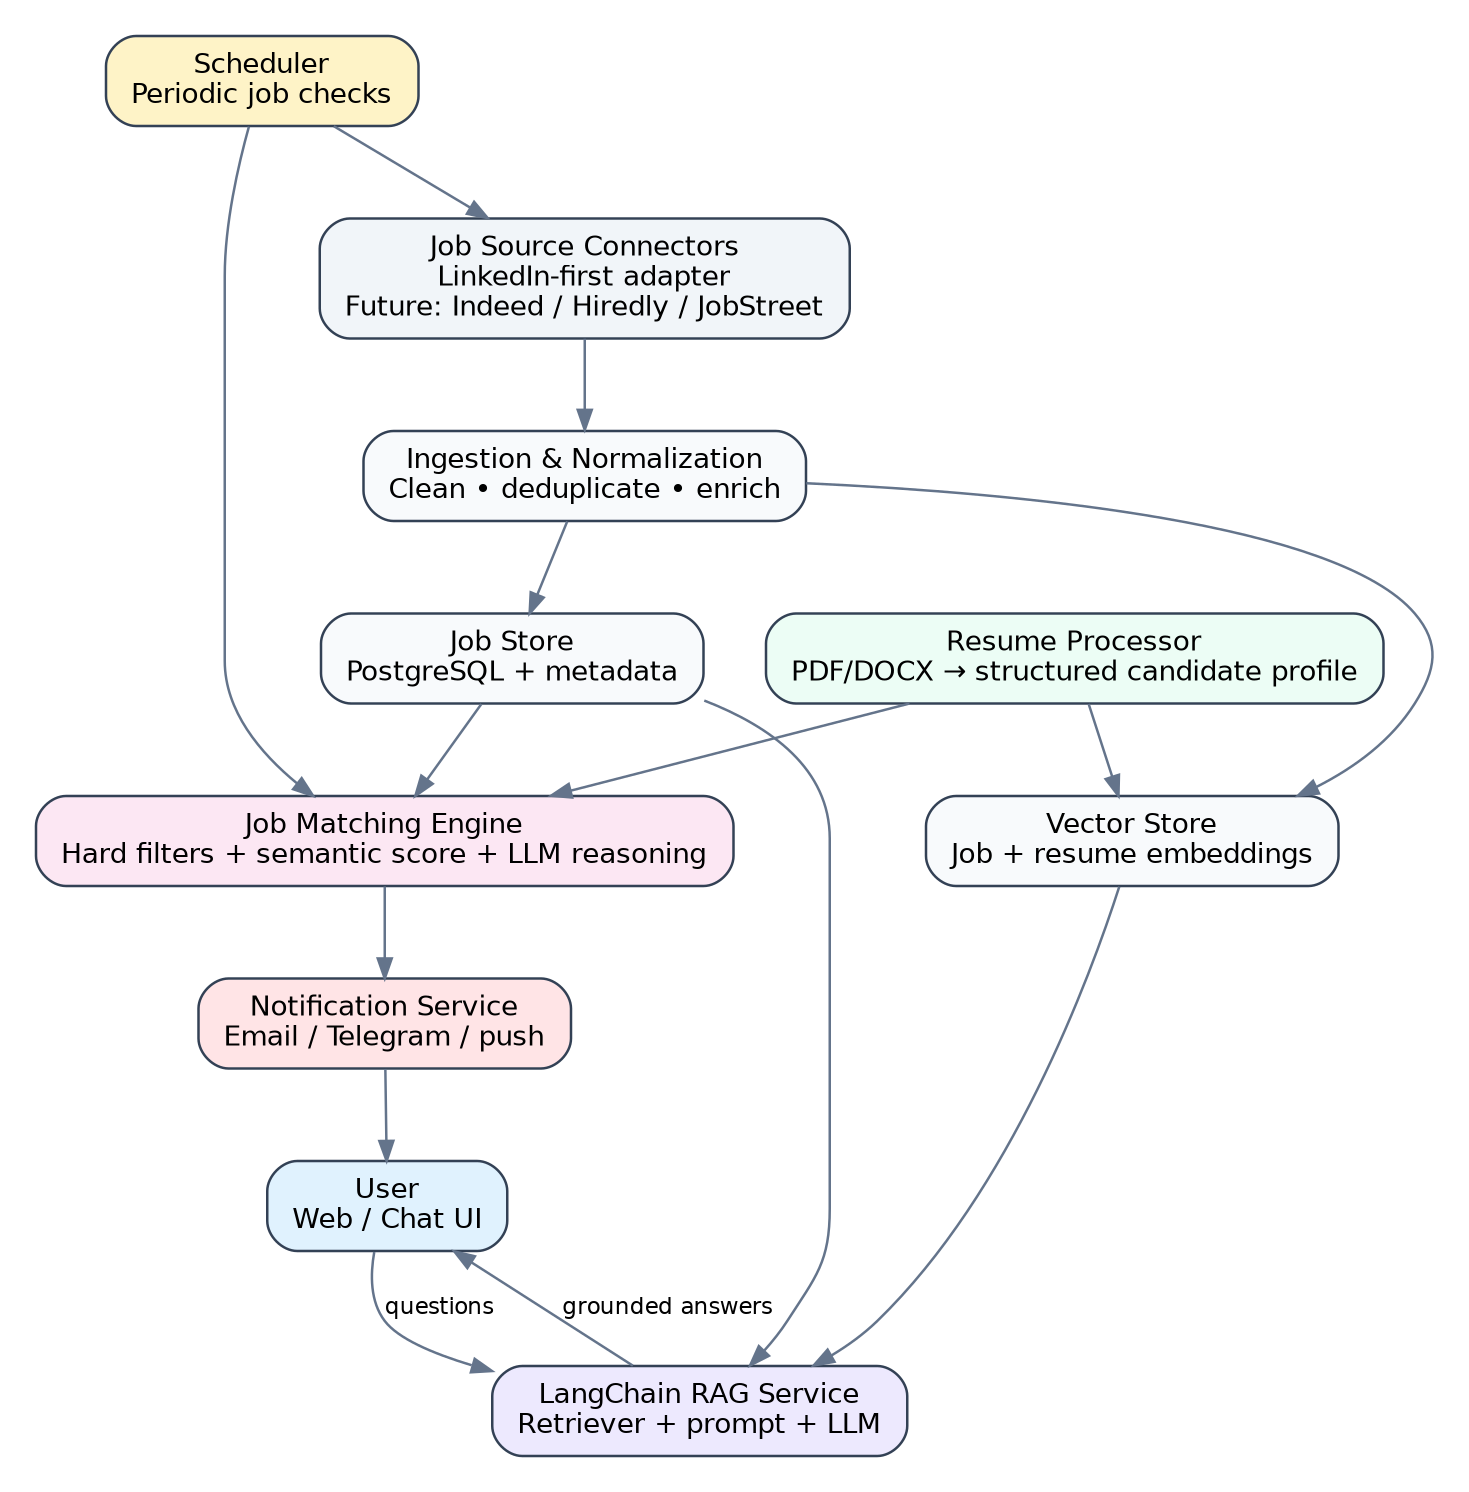 Scheduler
Periodic job checks
Job Source Connectors
LinkedIn-first adapter
Future: Indeed / Hiredly / JobStreet
Ingestion & Normalization
Clean • deduplicate • enrich
Job Store
PostgreSQL + metadata
Resume Processor
PDF/DOCX → structured candidate profile
Job Matching Engine
Hard filters + semantic score + LLM reasoning
Vector Store
Job + resume embeddings
Notification Service
Email / Telegram / push
User
Web / Chat UI
questions
grounded answers
LangChain RAG Service
Retriever + prompt + LLM